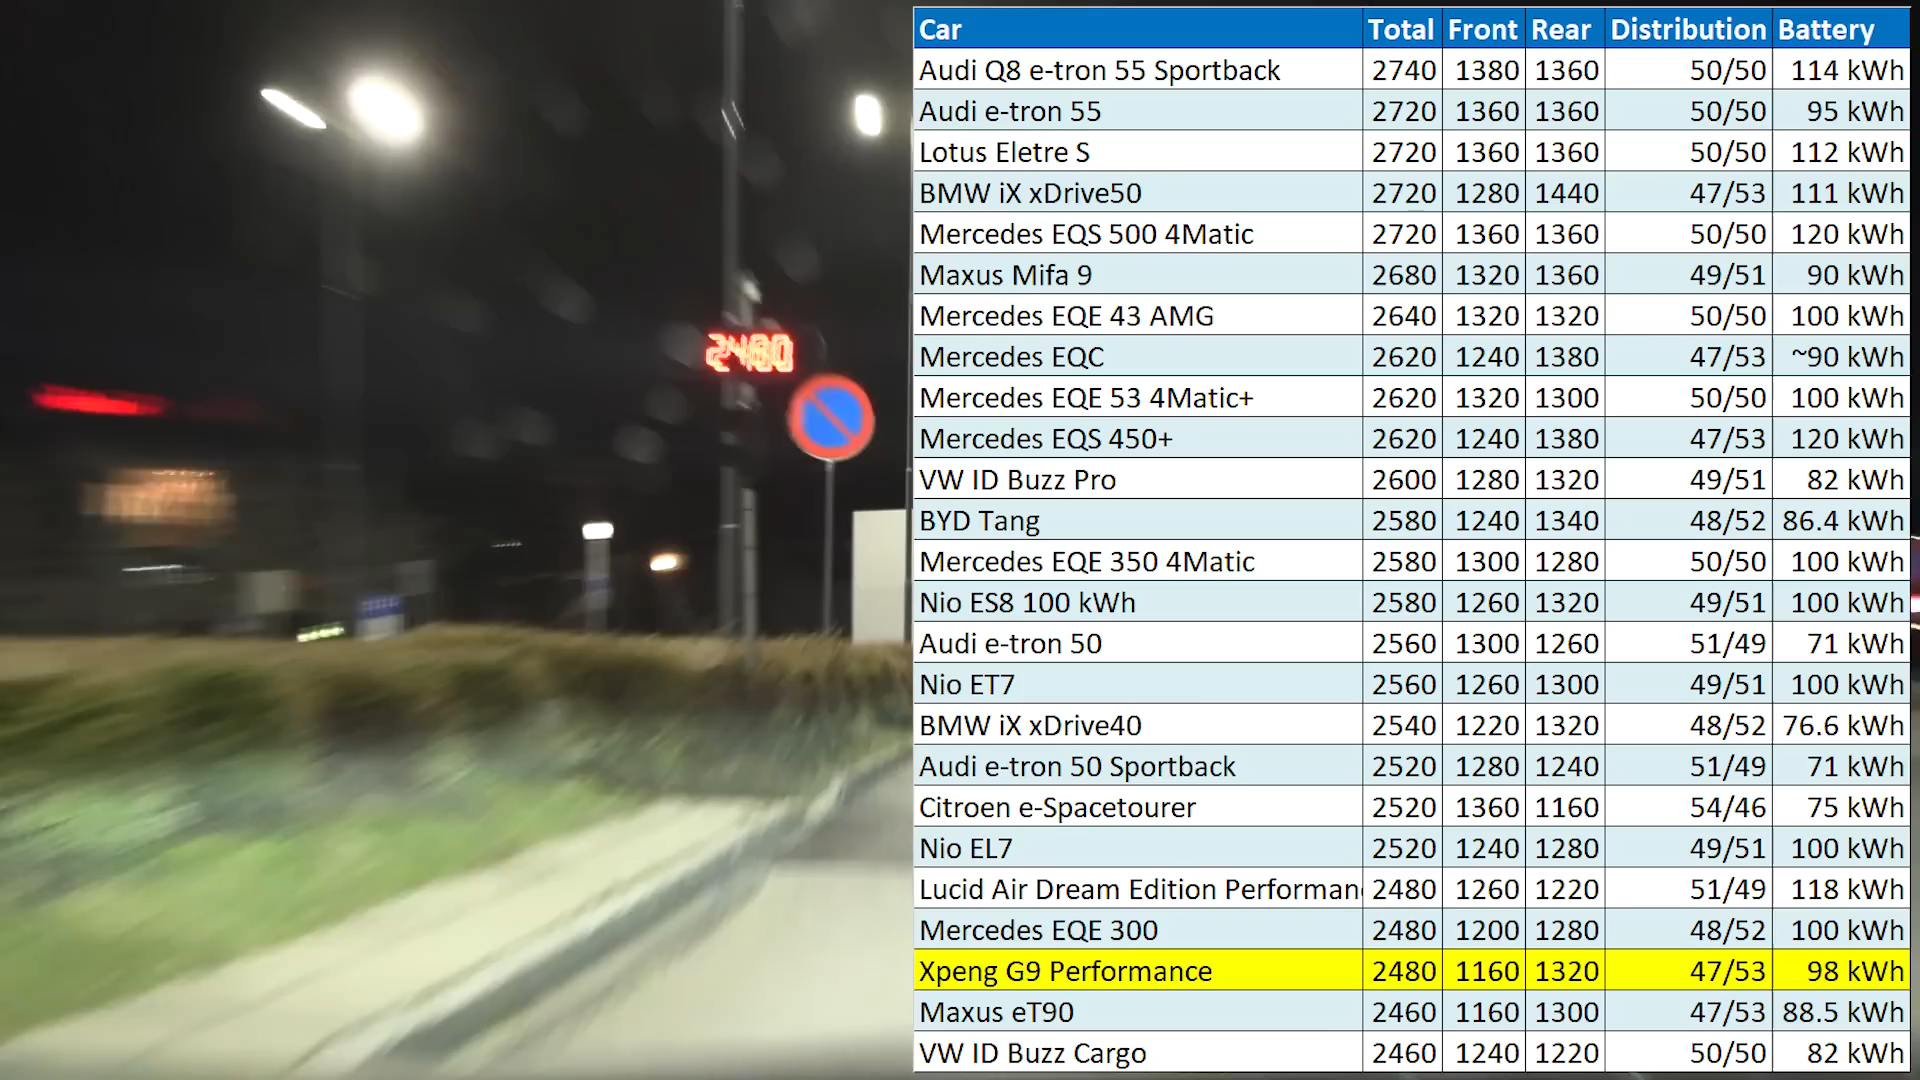 2480
Car Total Front Rear Distribution Battery
Audi Q8 e-tron 55 Sportback 2740 1380 1360 50/50 114 kWh
Audi e-tron 55 2720 1360 1360 50/50 95 kWh
Lotus Eletre S 2720 1360 1360 50/50 112 kWh
BMW iX xDrive50 2720 1280 1440 47/53 111 kWh
Mercedes EQS 500 4Matic 2720 1360 1360 50/50 120 kWh
Maxus Mifa 9 2680 1320 1360 49/51 90 kWh
Mercedes EQE 43 AMG 2640 1320 1320 50/50 100 kWh
Mercedes EQC 2620 1240 1380 47/53 ~90 kWh
Mercedes EQE 53 4Matic+ 2620 1320 1300 50/50 100 kWh
Mercedes EQS 450+ 2620 1240 1380 47/53 120 kWh
VW ID Buzz Pro 2600 1280 1320 49/51 82 kWh
BYD Tang 2580 1240 1340 48/52 86.4 kWh
Mercedes EQE 350 4Matic 2580 1300 1280 50/50 100 kWh
Nio ES8 100 kWh 2580 1260 1320 49/51 100 kWh
Audi e-tron 50 2560 1300 1260 51/49 71 kWh
Nio ET7 2560 1260 1300 49/51 100 kWh
BMW iX xDrive40 2540 1220 1320 48/52 76.6 kWh
Audi e-tron 50 Sportback 2520 1280 1240 51/49 71 kWh
Citroen e-Spacetourer 2520 1360 1160 54/46 75 kWh
Nio EL7 2520 1240 1280 49/51 100 kWh
Lucid Air Dream Edition Performan 2480 1260 1220 51/49 118 kWh
Mercedes EQE 300 2480 1200 1280 48/52 100 kWh
Xpeng G9 Performance 2480 1160 1320 47/53 98 kWh
Maxus eT90 2460 1160 1300 47/53 88.5 kWh
VW ID Buzz Cargo 2460 1240 1220 50/50 82 kWh